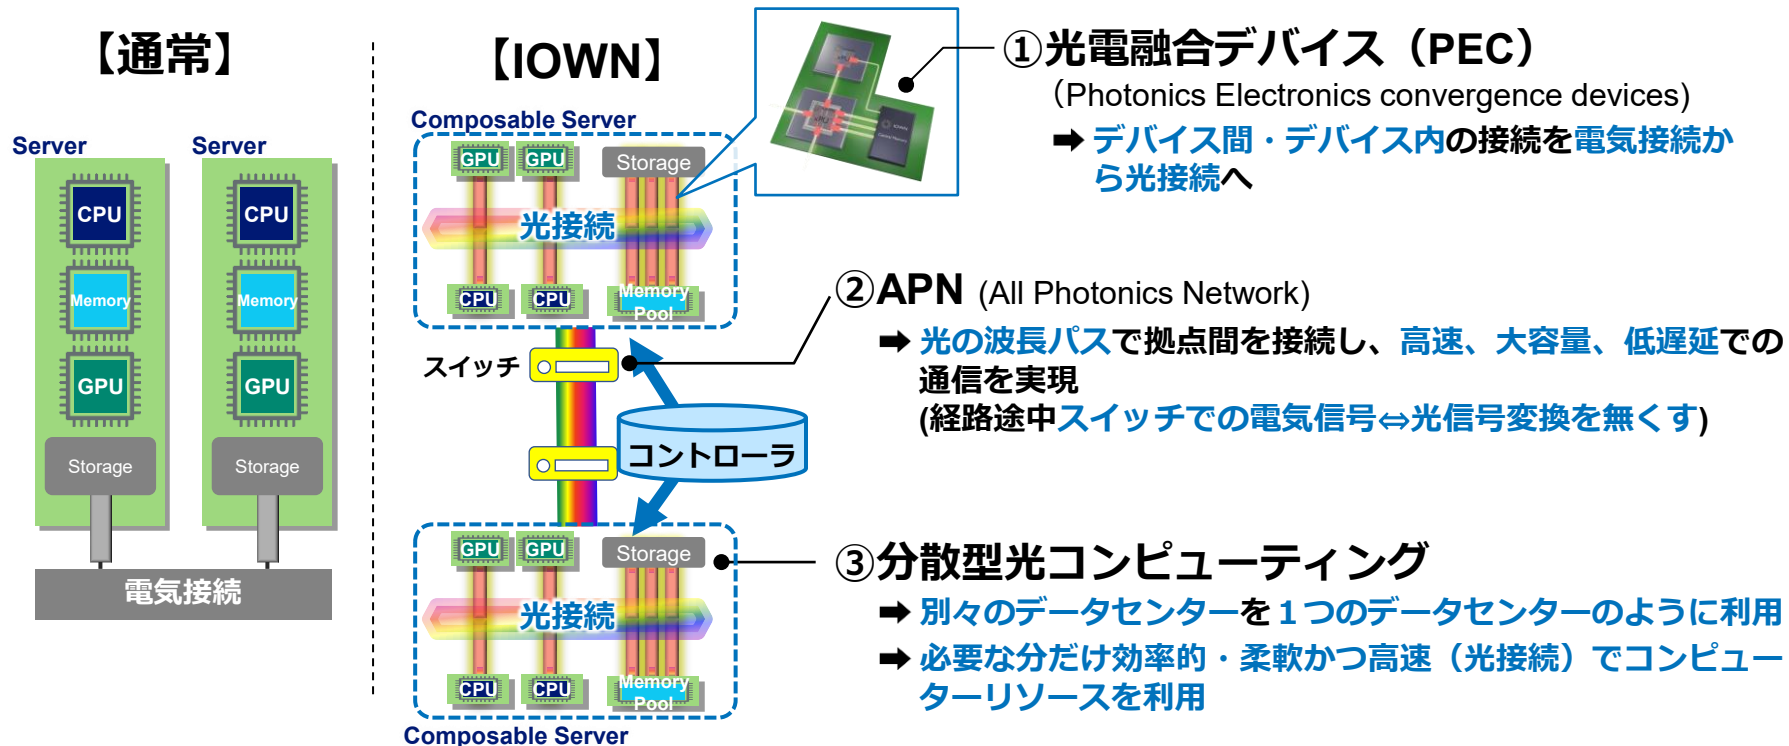 【通常】
Server
Server
CPU
CPU
Memory
Memory
GPU
GPU
Storage
Storage
電気接続
【IOWN】
Composable Server
GPU
GPU
Storage
光接続
CPU
CPU
Memory
Pool
スイッチ
コントローラ
GPU
GPU
Storage
光接続
CPU
CPU
Memory
Pool
Composable Server
①光電融合デバイス（PEC）
（Photonics Electronics convergence devices)
➡ デバイス間・デバイス内の接続を電気接続か
ら光接続へ
②APN (All Photonics Network)
➡ 光の波長パスで拠点間を接続し、高速、大容量、低遅延での
通信を実現
(経路途中スイッチでの電気信号⇔光信号変換を無くす)
③分散型光コンピューティング
➡ 別々のデータセンターを１つのデータセンターのように利用
➡ 必要な分だけ効率的・柔軟かつ高速（光接続）でコンピュー
ターリソースを利用